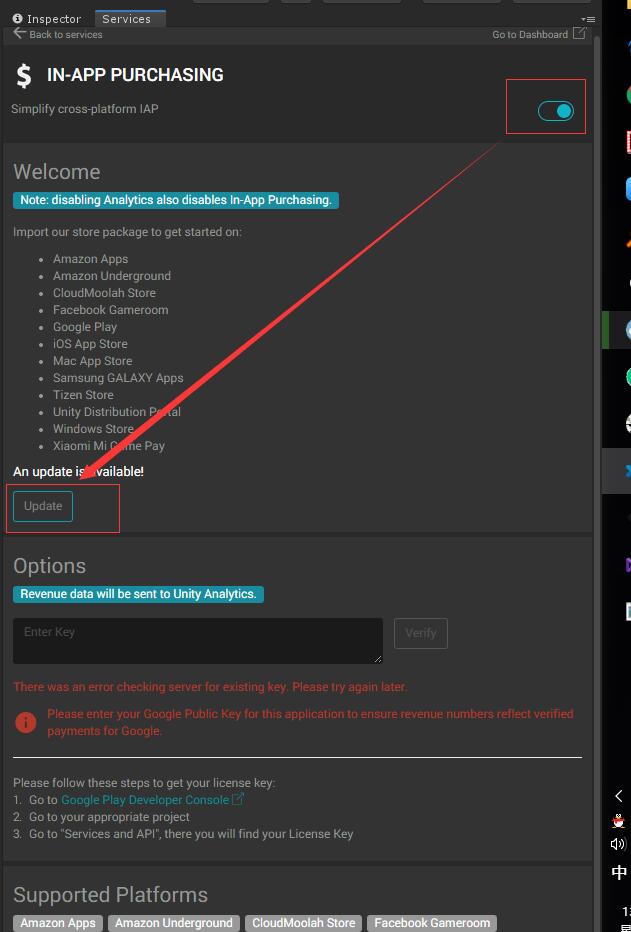 Inspector Services
Back to services Go to Dashboard
$ IN-APP PURCHASING
Simplify cross-platform IAP
Welcome
Note: disabling Analytics also disables In-App Purchasing.
Import our store package to get started on:
Amazon Apps
Amazon Underground
CloudMoolah Store
Facebook Gameroom
Google Play
iOS App Store
Mac App Store
Samsung GALAXY Apps
Tizen Store
Unity Distribution Portal
Windows Store
Xiaomi Mi Game Pay
An update is available!
Update
Options
Revenue data will be sent to Unity Analytics.
Enter Key Verify
There was an error checking server for existing key. Please try again later.
Please enter your Google Public Key for this application to ensure revenue numbers reflect verified
payments for Google.
Please follow these steps to get your license key:
1. Go to Google Play Developer Console
2. Go to your appropriate project
3. Go to "Services and API", there you will find your License Key
中
Supported Platforms
Amazon Apps Amazon Underground CloudMoolah Store Facebook Gameroom